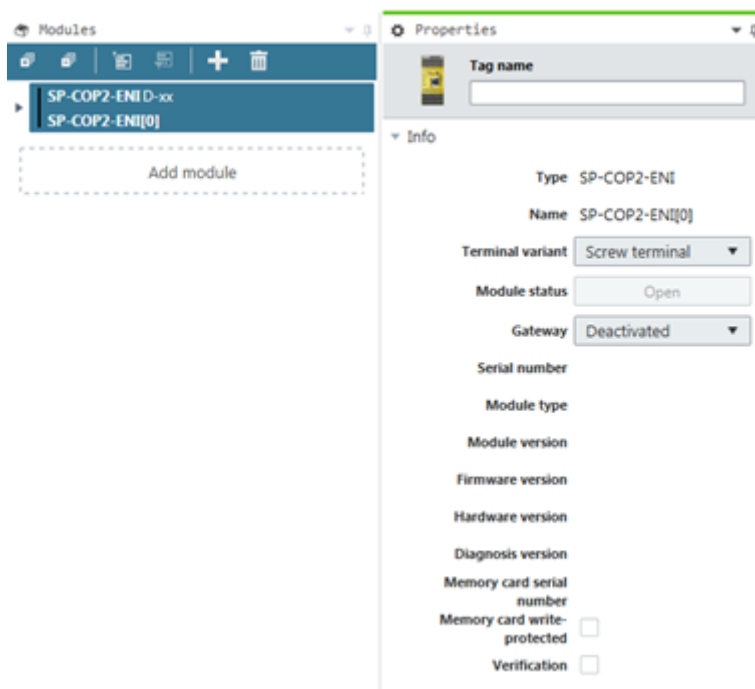 Modules
SP-COP2-ENI D-xx
SP-COP2-ENI[0]
Add module
Properties
Tag name
Info
Type SP-COP2-ENI
Name SP-COP2-ENI[0]
Terminal variant Screw terminal
Module status Open
Gateway Deactivated
Serial number
Module type
Module version
Firmware version
Hardware version
Diagnosis version
Memory card serial
number
Memory card write-
protected
Verification